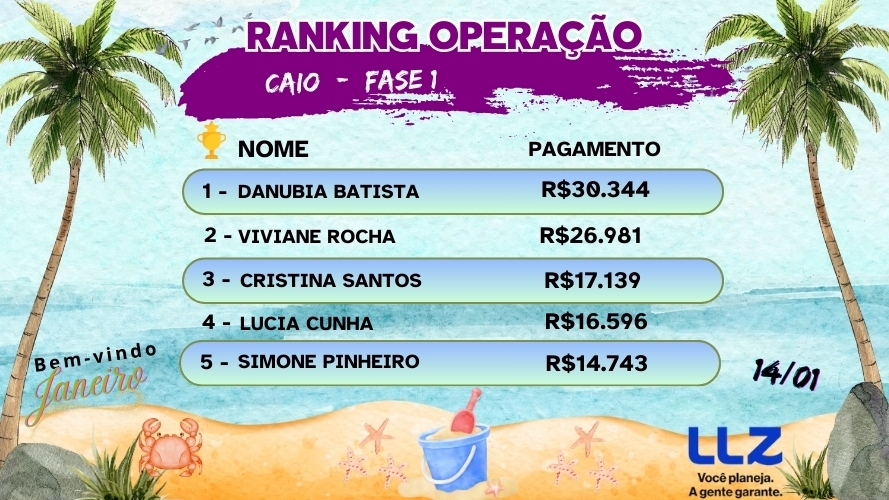 RANKING OPERAÇÃO
CAIO - FASE 1
NOME PAGAMENTO
1 - DANUBIA BATISTA R$30.344
2 - VIVIANE ROCHA R$26.981
3 - CRISTINA SANTOS R$17.139
4 - LUCIA CUNHA R$16.596
5 - SIMONE PINHEIRO R$14.743
Bem-vindo
Janeiro
14/01
LLZ
Você planeja.
A gente garante.